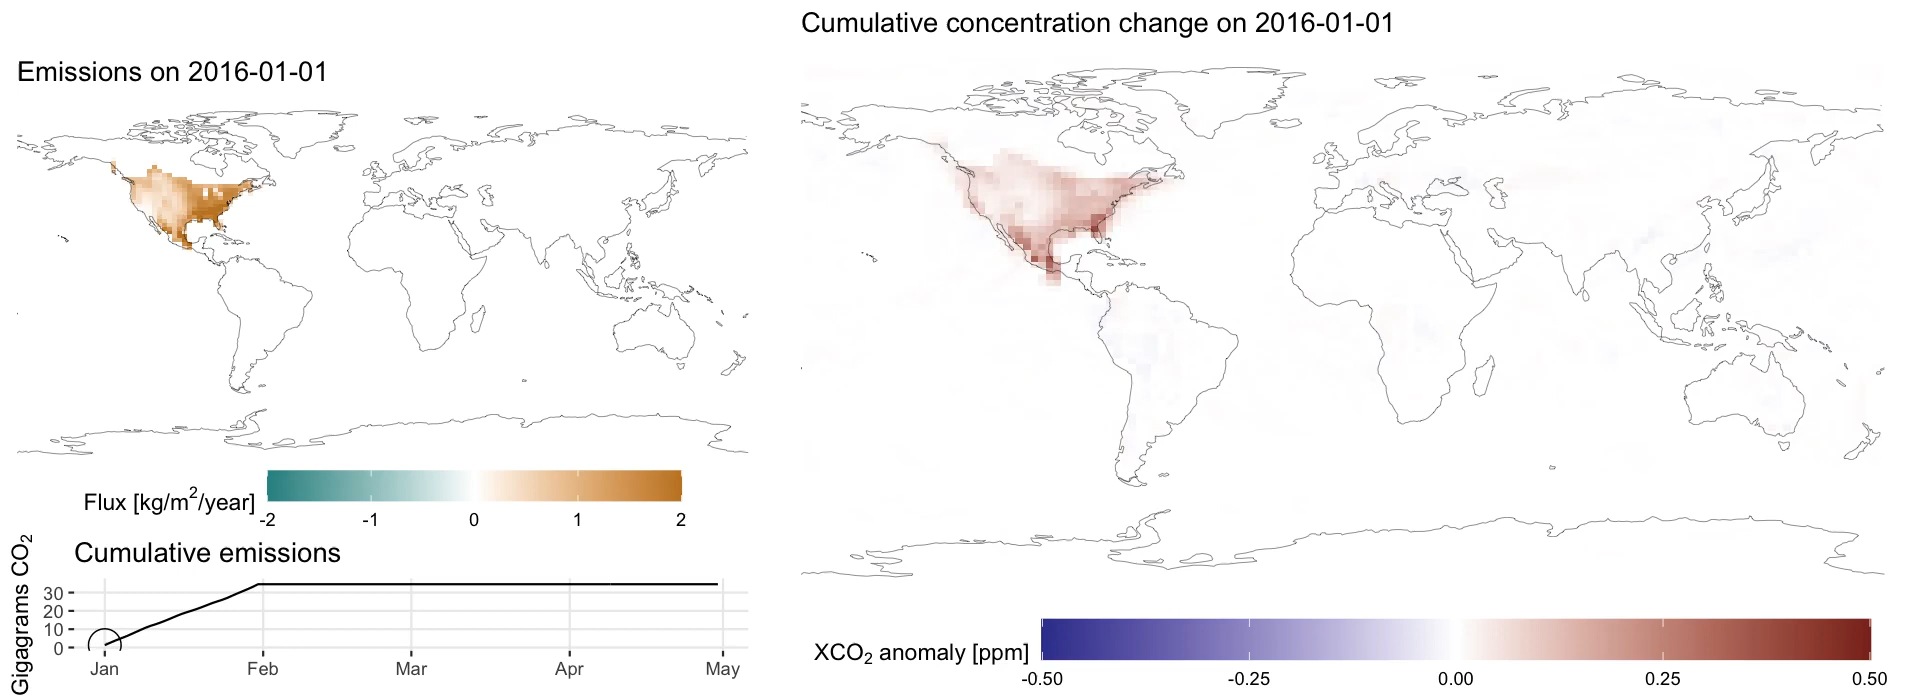 Cumulative concentration change on 2016-01-01
Emissions on 2016-01-01
Flux [kg/m²/year]
-2 -1 0 1 2
Cumulative emissions
Gigagrams CO₂
30
20
10
0
Jan Feb Mar Apr May
XCO₂ anomaly [ppm]
-0.50 -0.25 0.00 0.25 0.50